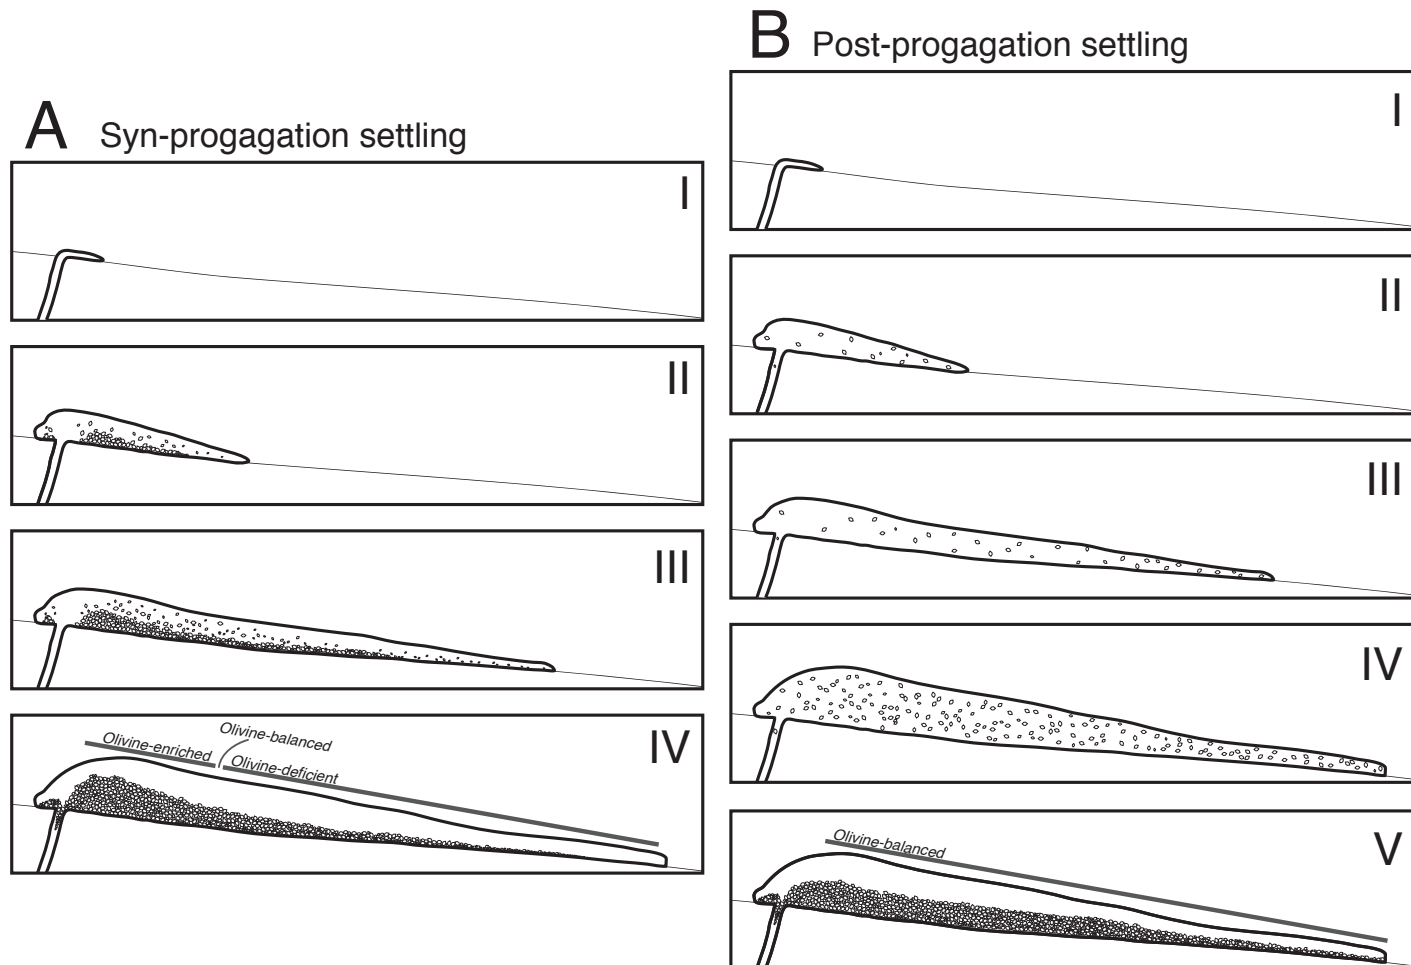 A Syn-progagation settling
I
II
III
IV
Olivine-enriched
Olivine-balanced
Olivine-deficient
B Post-progagation settling
I
II
III
IV
V
Olivine-balanced